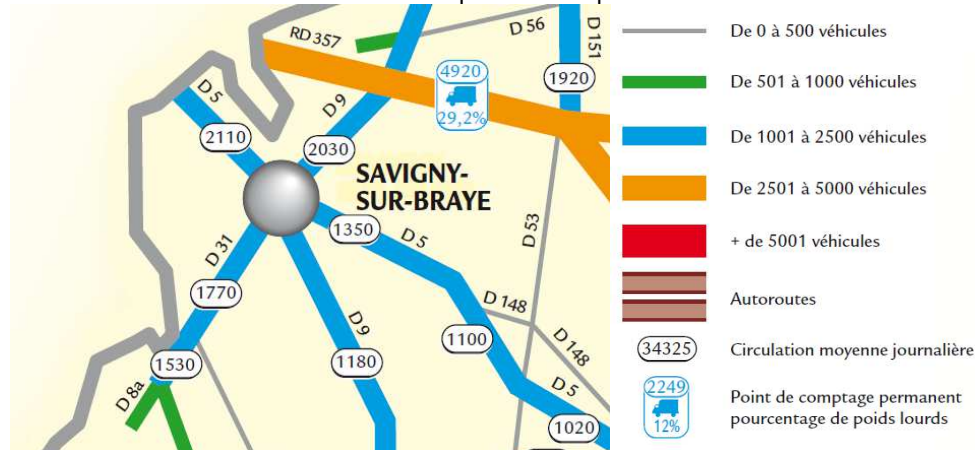 RD 357
D 56
D 151
D 5
D 9
4920
29,2%
1920
2110
2030
SAVIGNY-
SUR-BRAYE
1350
D 5
D 53
D 31
1770
D 9
D 148
1100
D 148
1530
1180
D 8a
D 5
1020
De 0 à 500 véhicules
De 501 à 1000 véhicules
De 1001 à 2500 véhicules
De 2501 à 5000 véhicules
+ de 5001 véhicules
Autoroutes
34325
Circulation moyenne journalière
2249
12%
Point de comptage permanent
pourcentage de poids lourds